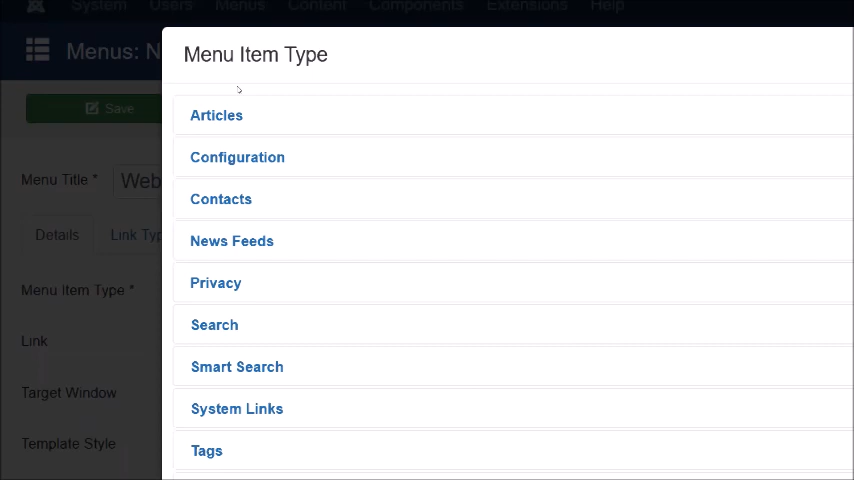 System Users Menus Content Components Extensions Help
Menus: N
Menu Item Type
Save
Articles
Configuration
Menu Title *
Web
Contacts
Details
Link Typ
News Feeds
Menu Item Type *
Privacy
Link
Search
Smart Search
Target Window
System Links
Template Style
Tags